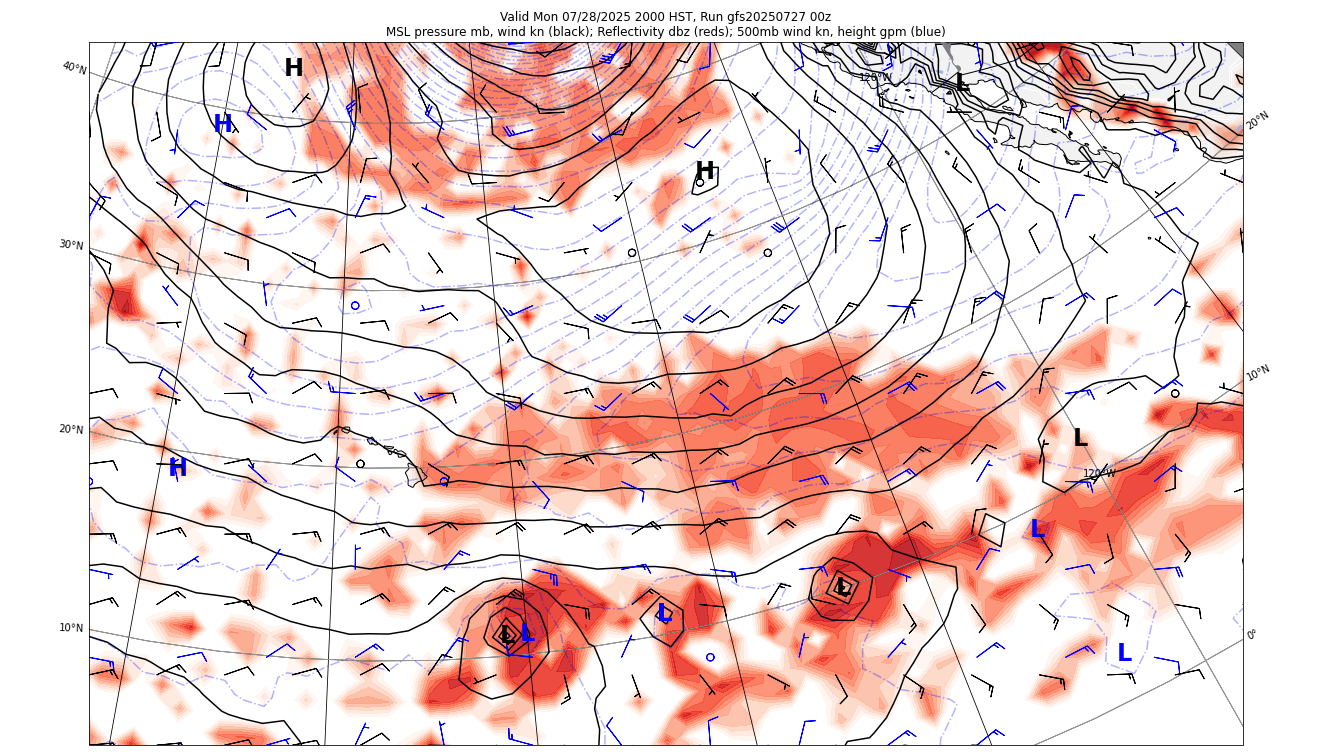 Valid Mon 07/28/2025 2000 HST, Run gfs20250727 00z
MSL pressure mb, wind kn (black); Reflectivity dbz (reds); 500mb wind kn, height gpm (blue)
H
40°N
120°W
L
H
20°N
H
30°N
10°N
20°N
L
H
120°W
L
L
L
10°N
L
L
L
0°
L